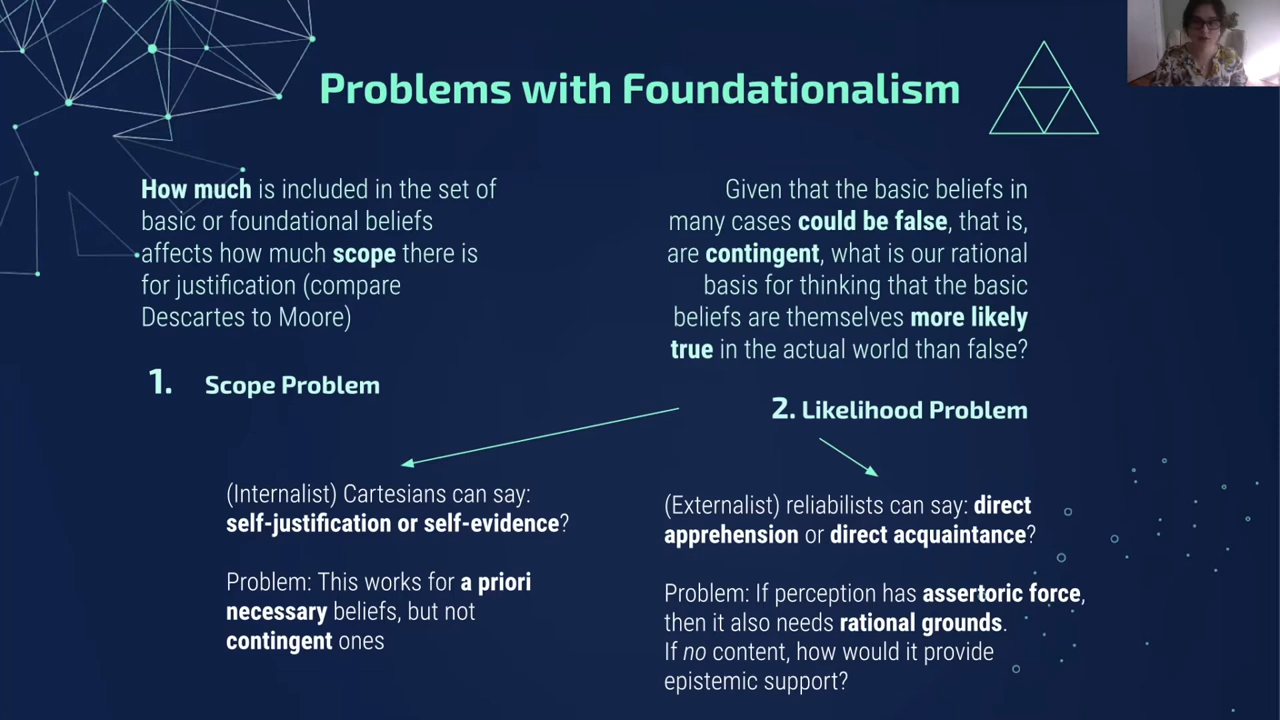 Problems with Foundationalism
How much is included in the set of
basic or foundational beliefs
affects how much scope there is
for justification (compare
Descartes to Moore)
1. Scope Problem
Given that the basic beliefs in
many cases could be false, that is,
are contingent, what is our rational
basis for thinking that the basic
beliefs are themselves more likely
true in the actual world than false?
2. Likelihood Problem
(Internalist) Cartesians can say:
self-justification or self-evidence?
Problem: This works for a priori
necessary beliefs, but not
contingent ones
(Externalist) reliabilists can say: direct
apprehension or direct acquaintance?
Problem: If perception has assertoric force,
then it also needs rational grounds.
If no content, how would it provide
epistemic support?